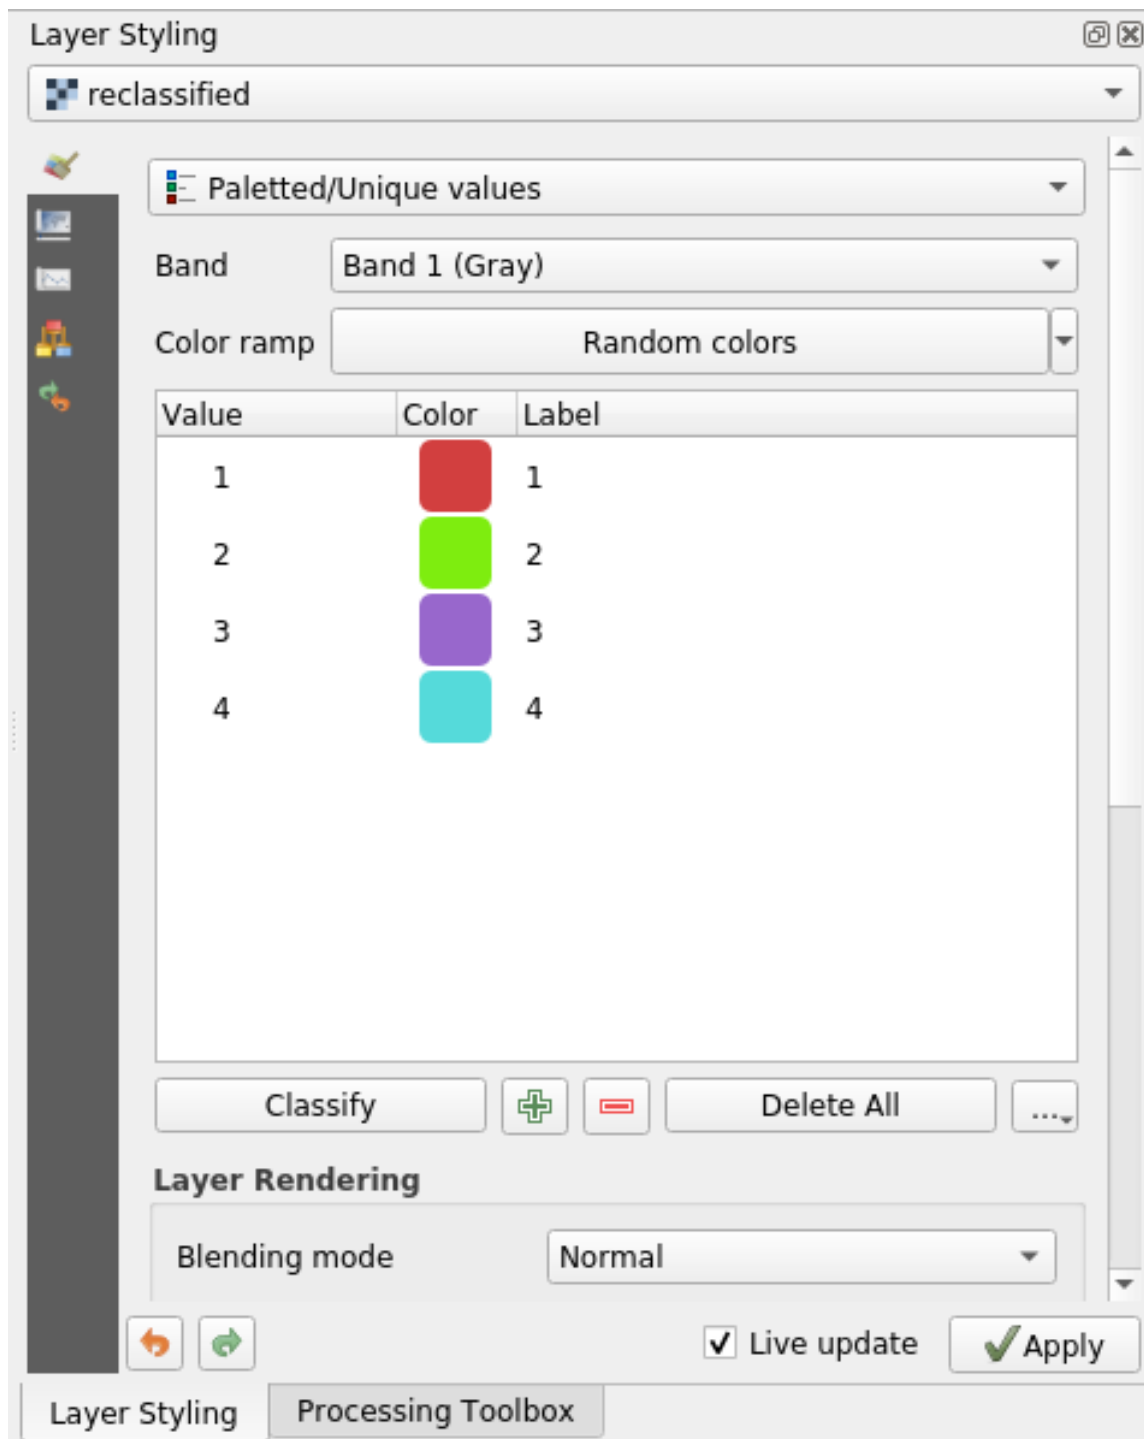 Layer Styling
reclassified
Paletted/Unique values
Band Band 1 (Gray)
Color ramp Random colors
Value Color Label
1 1
2 2
3 3
4 4
Classify Delete All ...
Layer Rendering
Blending mode Normal
Live update Apply
Layer Styling Processing Toolbox